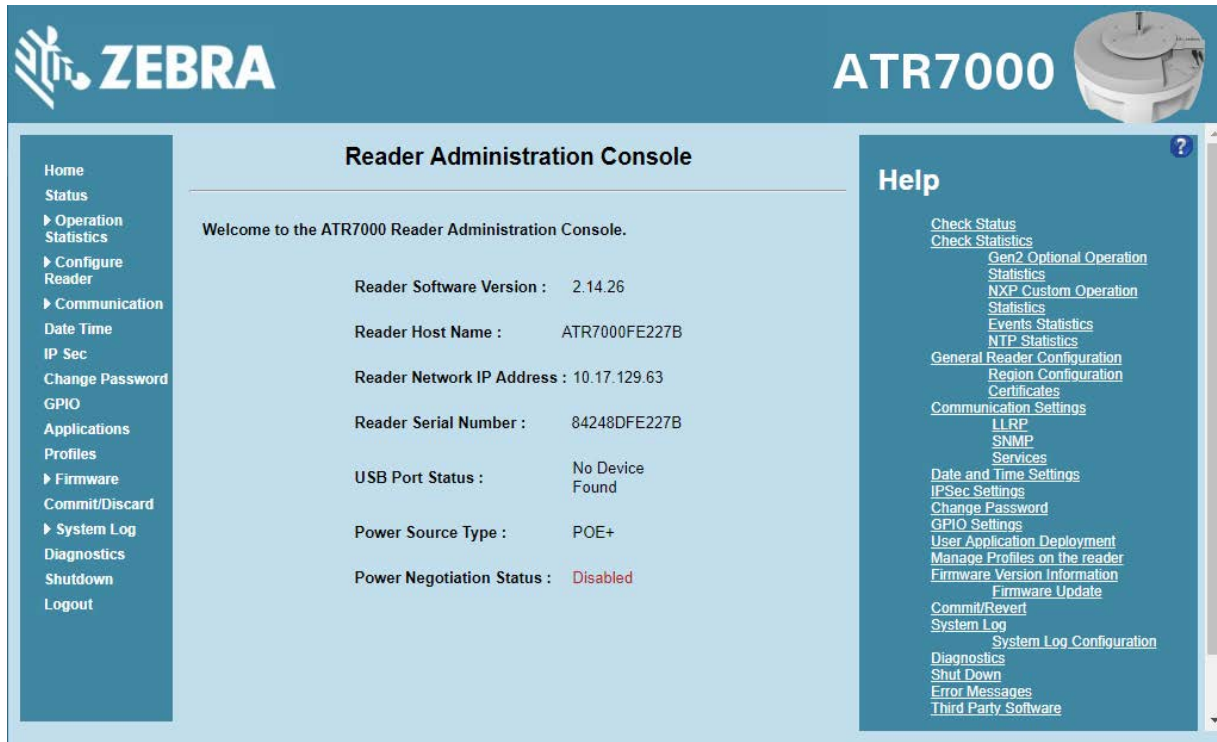 ZEBRA
ATR7000
Home
Status
Operation
Statistics
Configure
Reader
Communication
Date Time
IP Sec
Change Password
GPIO
Applications
Profiles
Firmware
Commit/Discard
System Log
Diagnostics
Shutdown
Logout
Reader Administration Console
Welcome to the ATR7000 Reader Administration Console.
Reader Software Version : 2.14.26
Reader Host Name : ATR7000FE227B
Reader Network IP Address : 10.17.129.63
Reader Serial Number : 84248DFE227B
USB Port Status : No Device
Found
Power Source Type : POE+
Power Negotiation Status : Disabled
?
Help
Check Status
Check Statistics
Gen2 Optional Operation
Statistics
NXP Custom Operation
Statistics
Events Statistics
NTP Statistics
General Reader Configuration
Region Configuration
Certificates
Communication Settings
LLRP
SNMP
Services
Date and Time Settings
IPSec Settings
Change Password
GPIO Settings
User Application Deployment
Manage Profiles on the reader
Firmware Version Information
Firmware Update
Commit/Revert
System Log
System Log Configuration
Diagnostics
Shut Down
Error Messages
Third Party Software